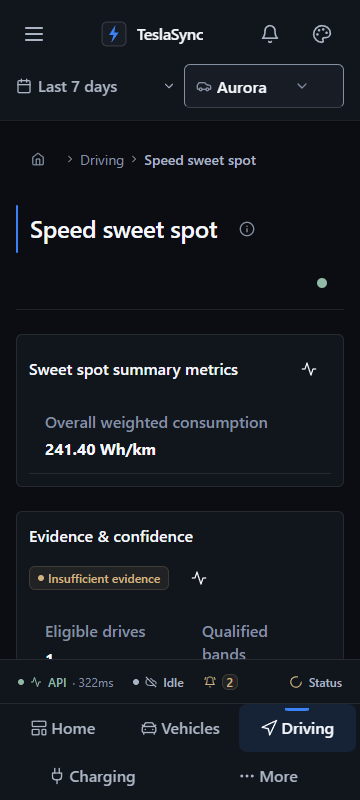 TeslaSync
Last 7 days
Aurora
Driving
Speed sweet spot
Speed sweet spot
Sweet spot summary metrics
Overall weighted consumption
241.40 Wh/km
Evidence & confidence
Insufficient evidence
Eligible drives
Qualified bands
API · 322ms
Idle
2
Status
Home
Vehicles
Driving
Charging
More